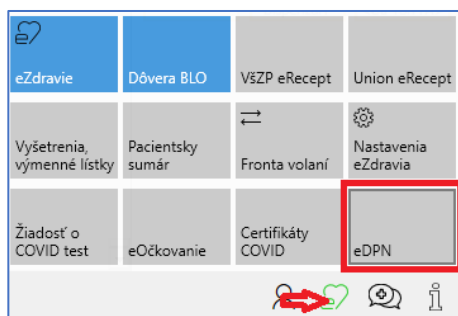 eZdravie
Dôvera BLO
VšZP eRecept
Union eRecept
Vyšetrenia,
výmenné lístky
Pacientsky
sumár
Fronta volaní
Nastavenia
eZdravia
Žiadosť o
COVID test
eOčkovanie
Certifikáty
COVID
eDPN